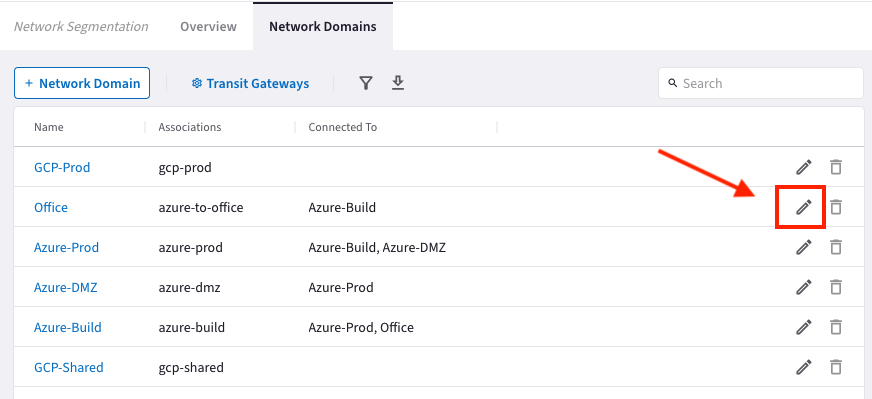 Network Segmentation Overview Network Domains
+ Network Domain Transit Gateways Search
Name Associations Connected To
GCP-Prod gcp-prod
Office azure-to-office Azure-Build
Azure-Prod azure-prod Azure-Build, Azure-DMZ
Azure-DMZ azure-dmz Azure-Prod
Azure-Build azure-build Azure-Prod, Office
GCP-Shared gcp-shared